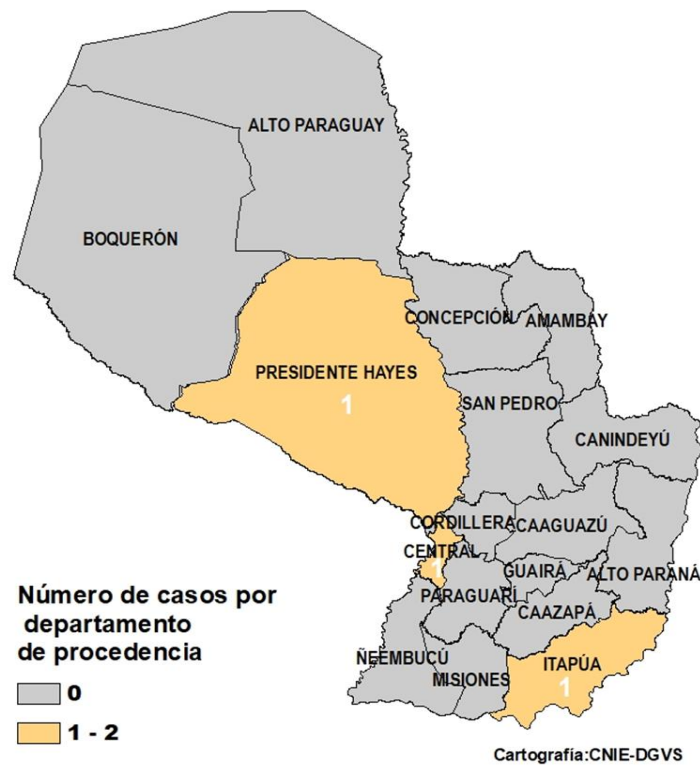 ALTO PARAGUAY
BOQUERÓN
CONCEPCIÓN
AMAMBAY
PRESIDENTE HAYES
1
SAN PEDRO
CANINDEYÚ
CORDILLERA
CAAGUAZÚ
CENTRAL
1
GUAIRÁ
ALTO PARANÁ
PARAGUARÍ
CAAZAPÁ
ÑEEMBUCÚ
MISIONES
ITAPÚA
1
Número de casos por
departamento
de procedencia
0
1 - 2
Cartografía:CNIE-DGVS